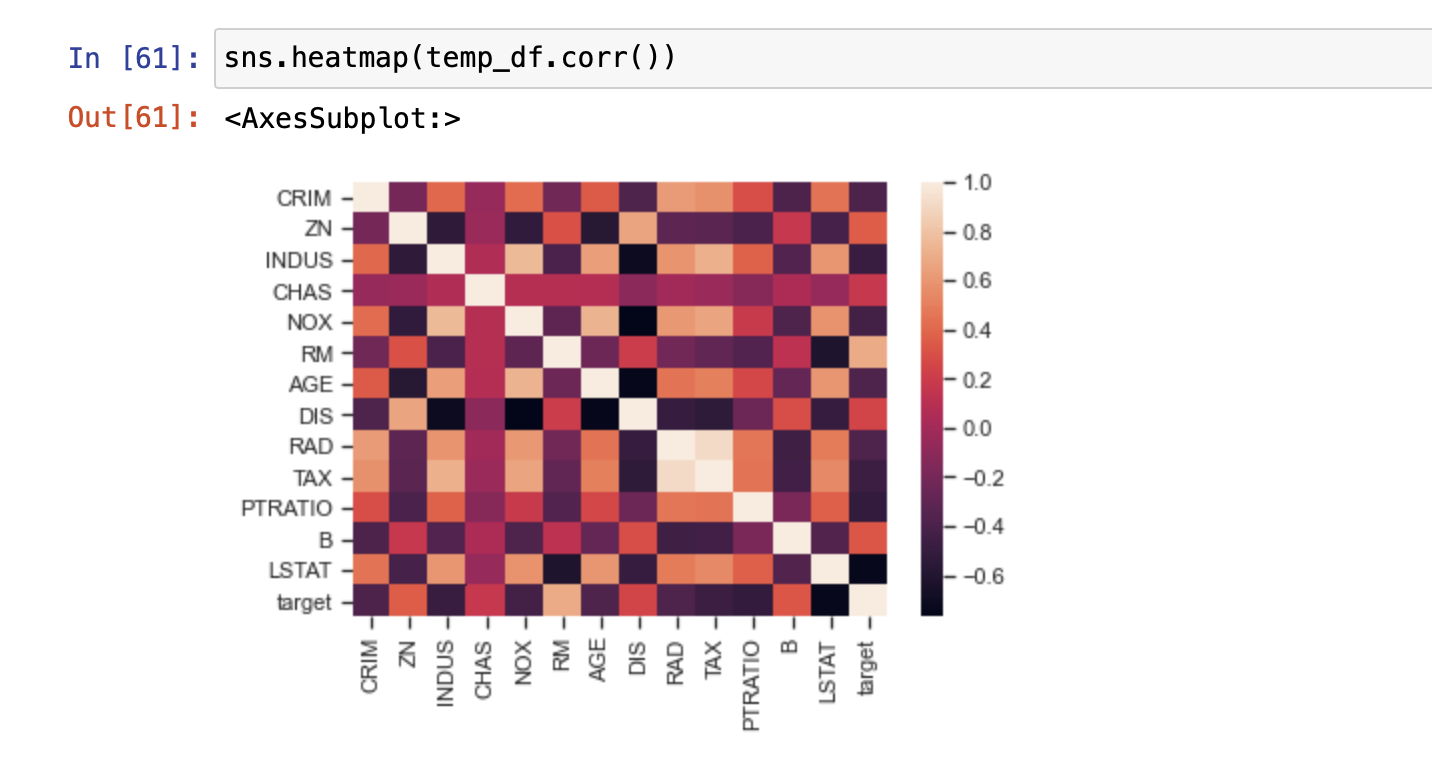 In [61]: sns.heatmap(temp_df.corr())
Out[61]: <AxesSubplot:>
CRIM
ZN
INDUS
CHAS
NOX
RM
AGE
DIS
RAD
TAX
PTRATIO
B
LSTAT
target
CRIM ZN INDUS CHAS NOX RM AGE DIS RAD TAX PTRATIO B LSTAT target
1.0
0.8
0.6
0.4
0.2
0.0
−0.2
−0.4
−0.6